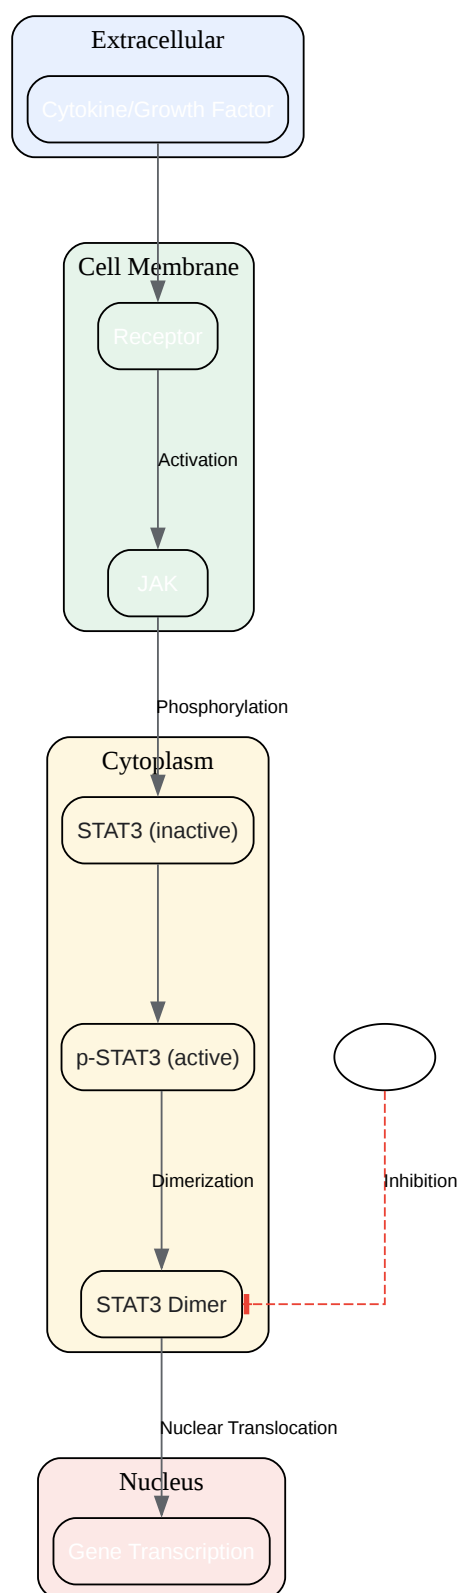 Extracellular
Cytokine/Growth Factor
Cell Membrane
Receptor
Activation
JAK
Phosphorylation
Cytoplasm
STAT3 (inactive)
p-STAT3 (active)
Dimerization
Inhibition
STAT3 Dimer
Nuclear Translocation
Nucleus
Gene Transcription